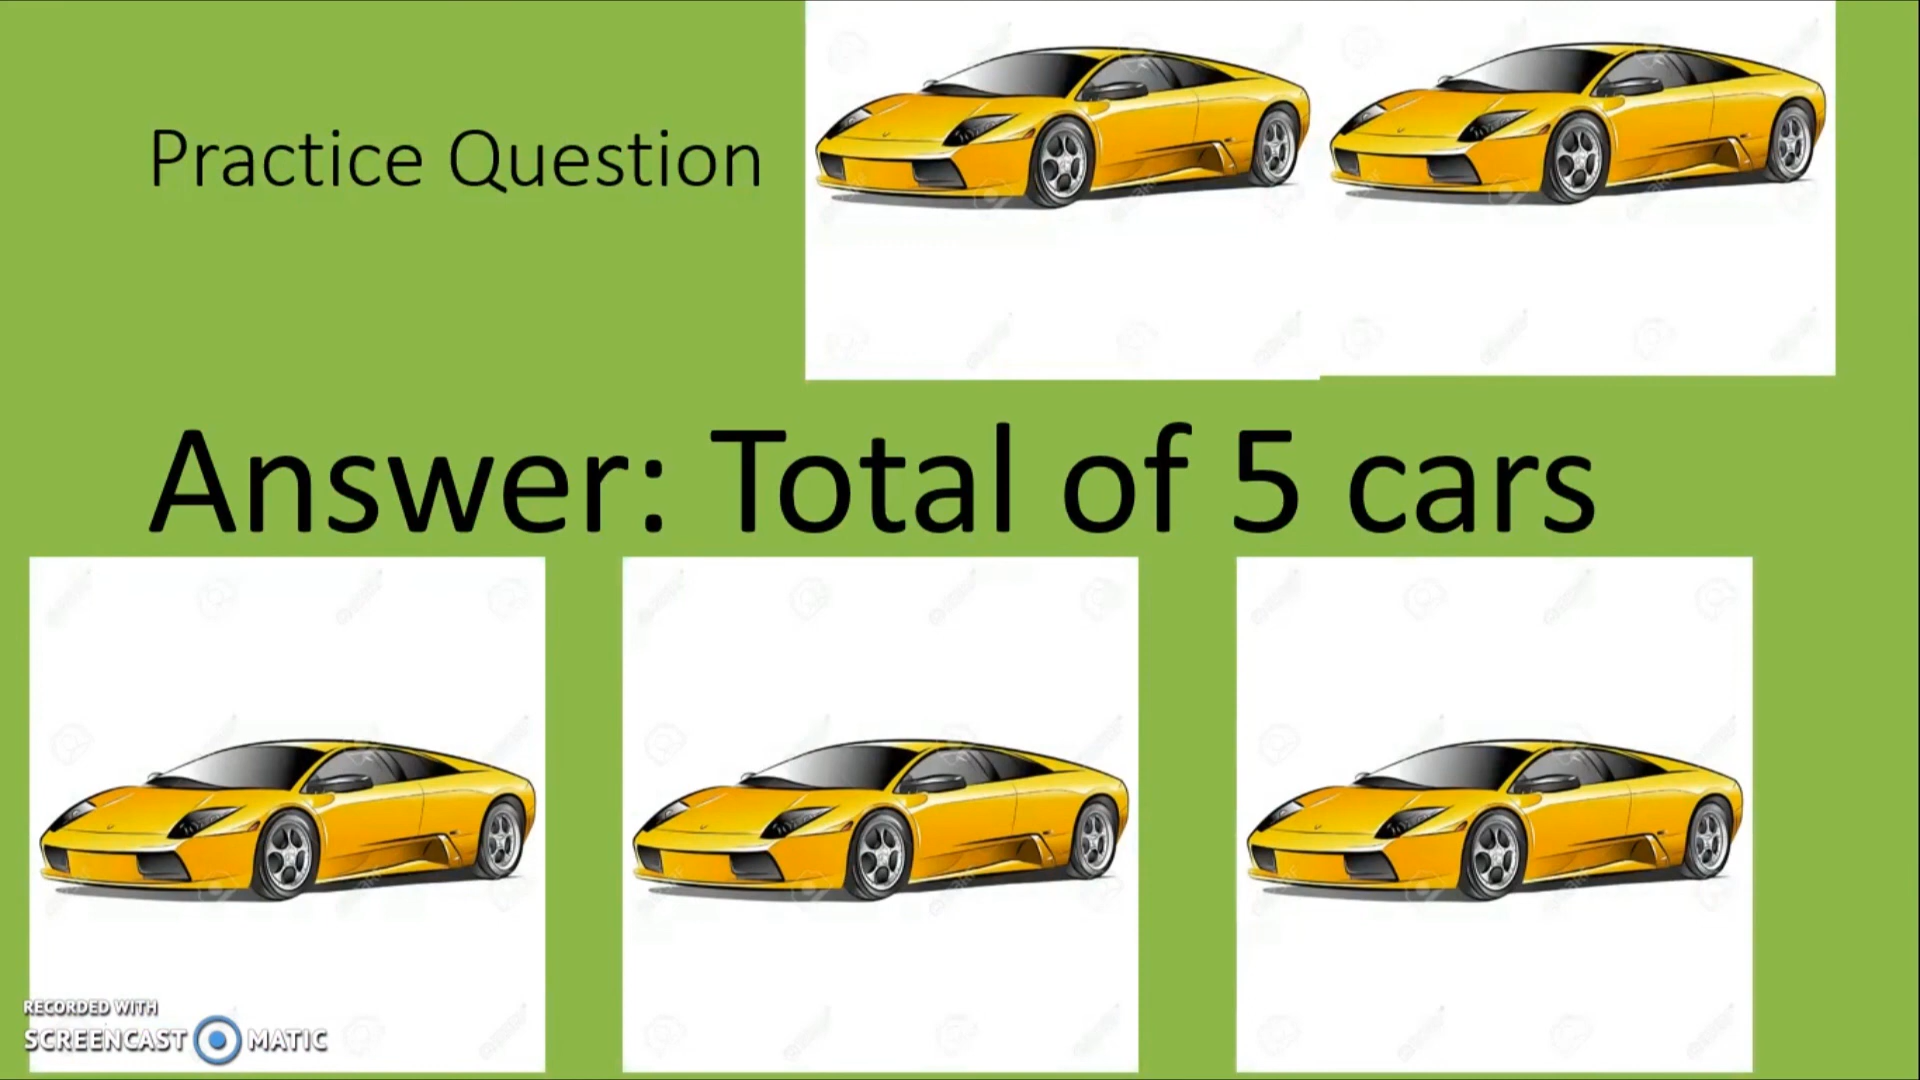 Practice Question
Answer: Total of 5 cars
RECORDED WITH
SCREENCAST MATIC